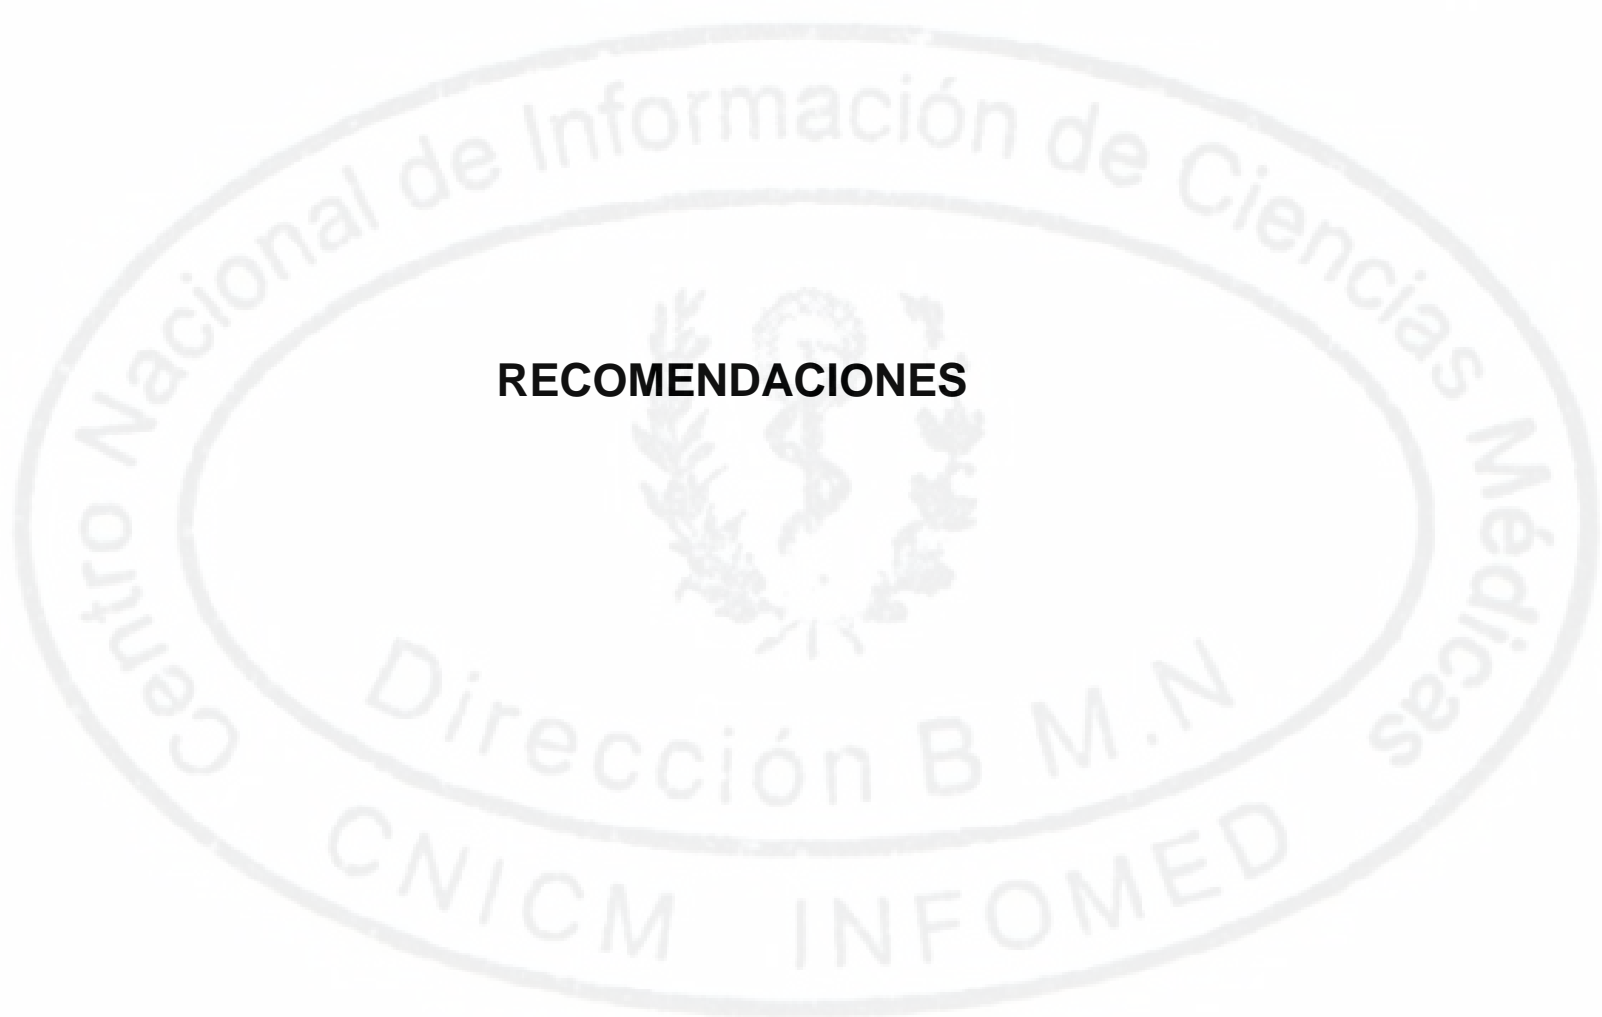 Centro Nacional de Información de Ciencias Médicas
RECOMENDACIONES
Dirección B M.N
CNICM INFOMED